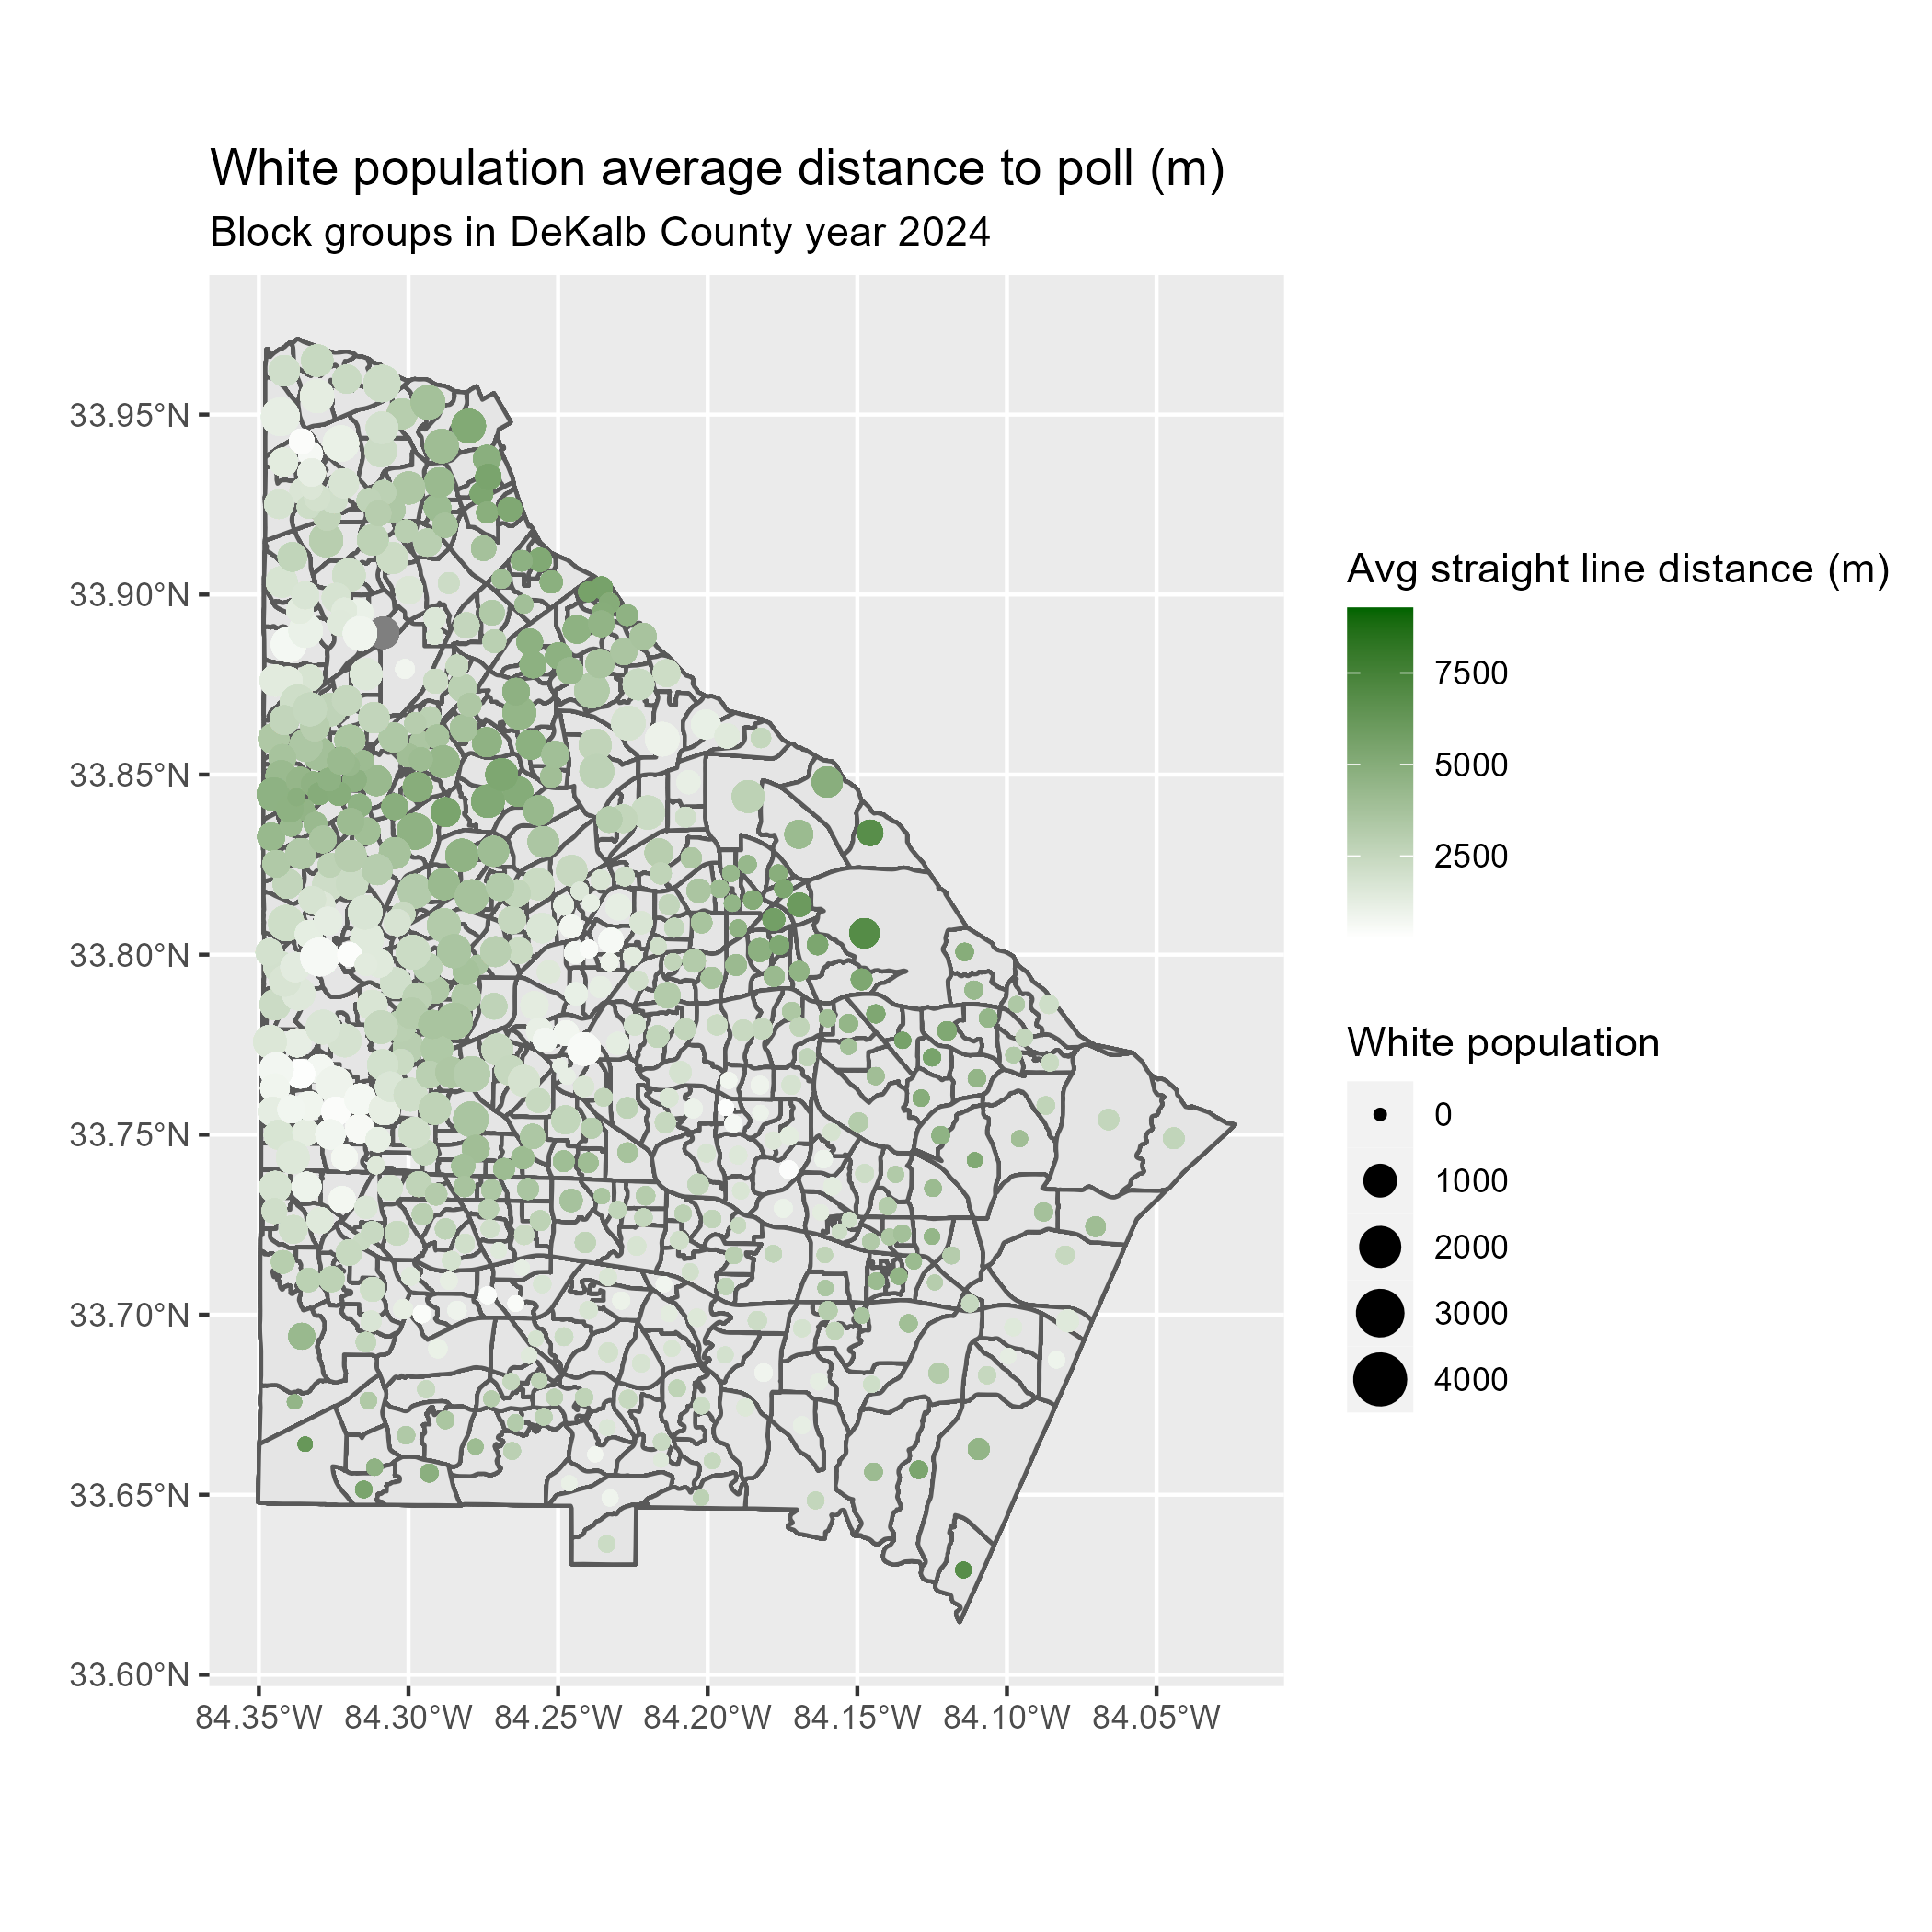 White population average distance to poll (m)
Block groups in DeKalb County year 2024
33.95°N
33.90°N
33.85°N
33.80°N
33.75°N
33.70°N
33.65°N
33.60°N
84.35°W 84.30°W 84.25°W 84.20°W 84.15°W 84.10°W 84.05°W
Avg straight line distance (m)
7500
5000
2500
White population
0
1000
2000
3000
4000